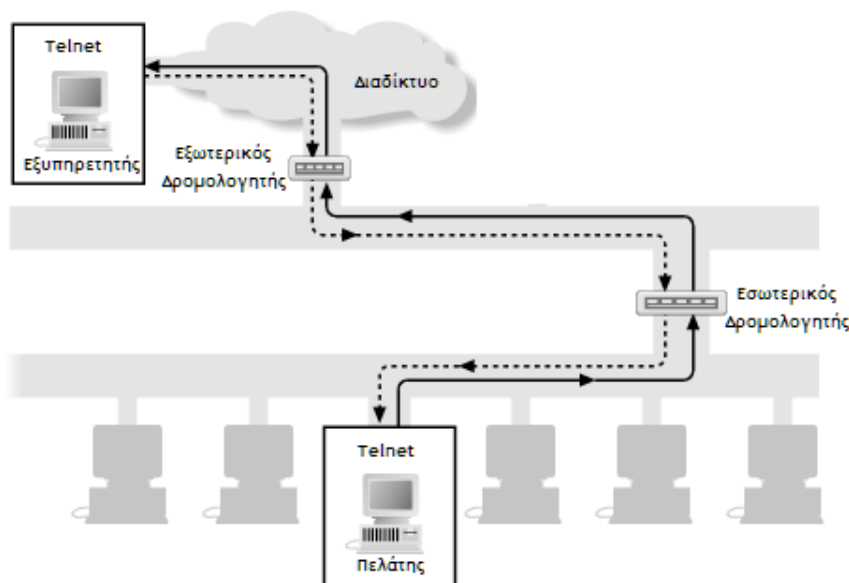 Telnet
Εξυπηρετητής
Διαδίκτυο
Εξωτερικός
Δρομολογητής
Εσωτερικός
Δρομολογητής
Telnet
Πελάτης